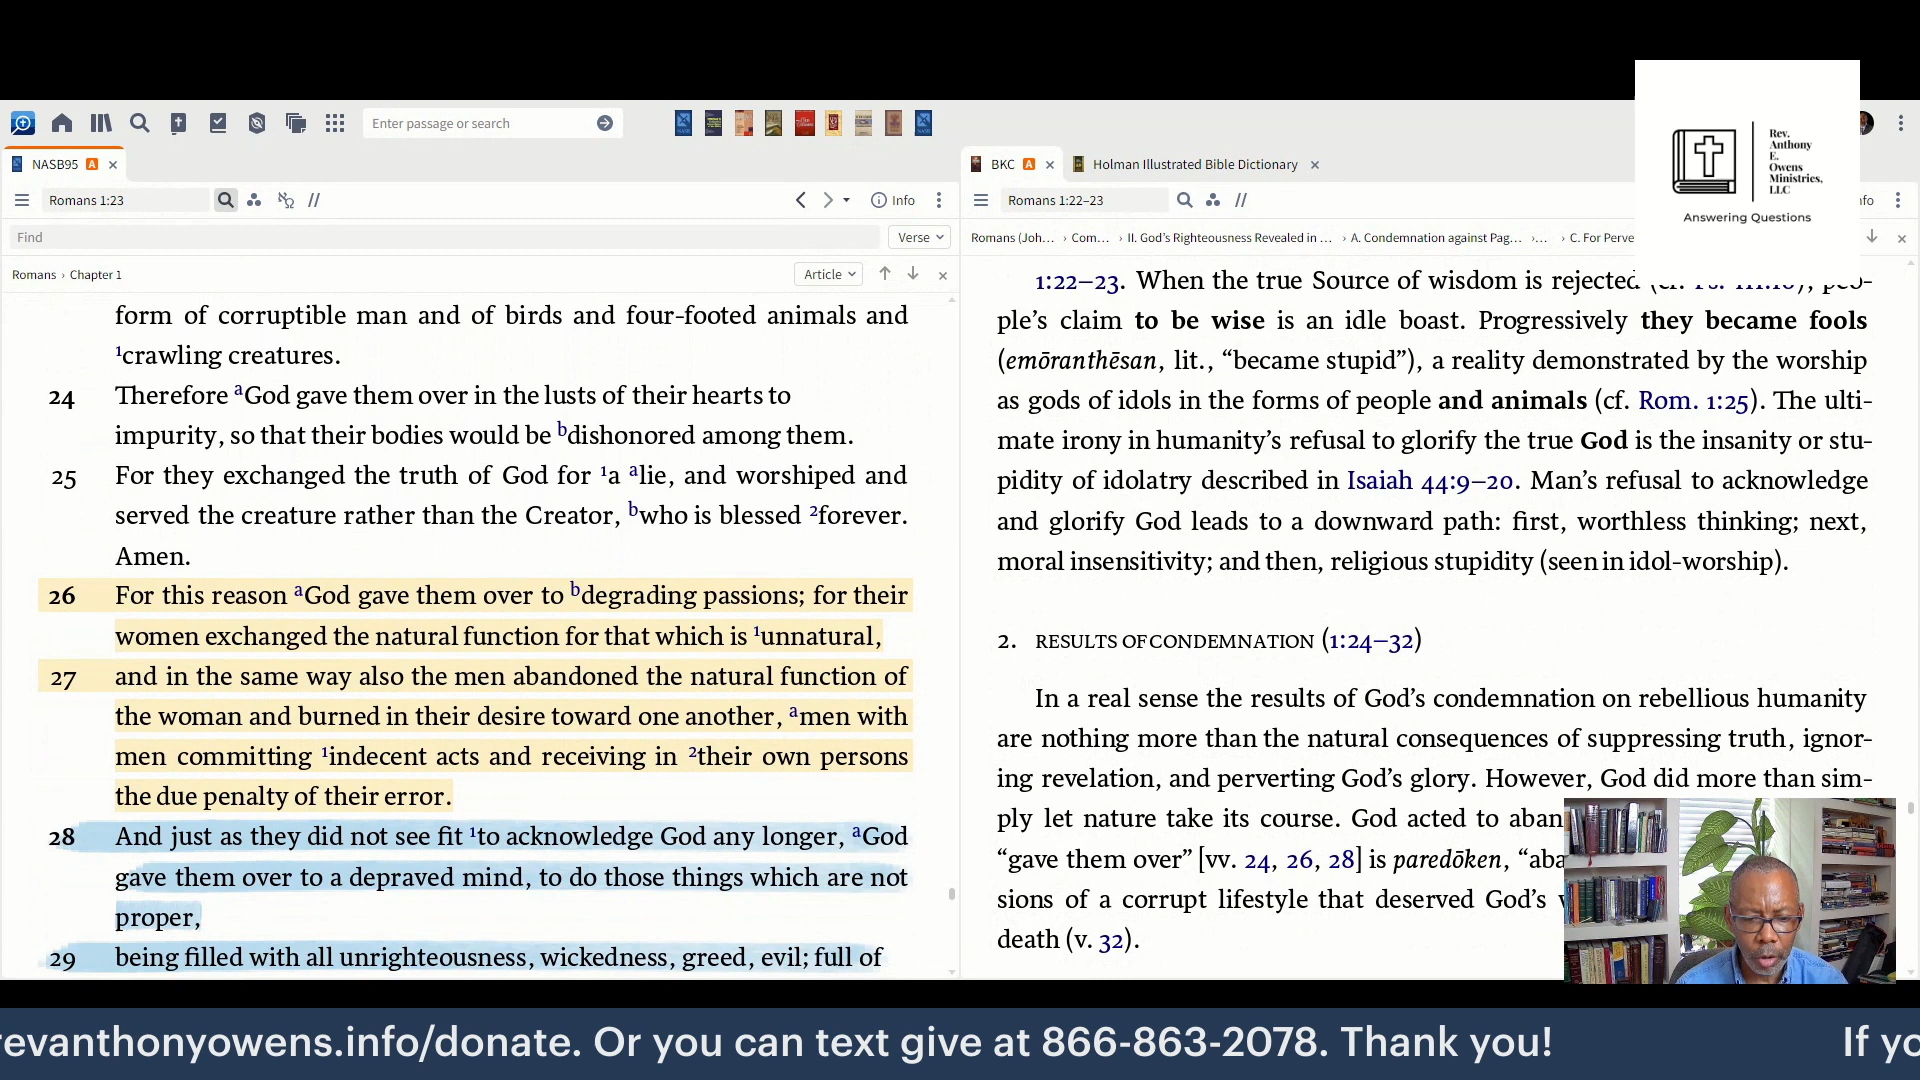 Rev.
Anthony
E.
Owens
Ministries,
LLC
Answering Questions
Enter passage or search
NASB95 A
BKC A
Holman Illustrated Bible Dictionary
Romans 1:23
Info
Find
Verse
Romans › Chapter 1
Article
form of corruptible man and of birds and four-footed animals and
1crawling creatures.
24 Therefore aGod gave them over in the lusts of their hearts to
impurity, so that their bodies would be bdishonored among them.
25 For they exchanged the truth of God for 1a alie, and worshiped and
served the creature rather than the Creator, bwho is blessed 2forever.
Amen.
26 For this reason aGod gave them over to bdegrading passions; for their
women exchanged the natural function for that which is 1unnatural,
27 and in the same way also the men abandoned the natural function of
the woman and burned in their desire toward one another, amen with
men committing 1indecent acts and receiving in 2their own persons
the due penalty of their error.
28 And just as they did not see fit 1to acknowledge God any longer, aGod
gave them over to a depraved mind, to do those things which are not
proper,
29 being filled with all unrighteousness, wickedness, greed, evil; full of
Romans 1:22–23
nfo
Romans (Joh... › Com... › II. God's Righteousness Revealed in ... › A. Condemnation against Pag... ›... › C. For Perve
1:22–23. When the true Source of wisdom is rejected peo-
ple's claim to be wise is an idle boast. Progressively they became fools
(emōranthēsan, lit., “became stupid”), a reality demonstrated by the worship
as gods of idols in the forms of people and animals (cf. Rom. 1:25). The ulti-
mate irony in humanity's refusal to glorify the true God is the insanity or stu-
pidity of idolatry described in Isaiah 44:9–20. Man's refusal to acknowledge
and glorify God leads to a downward path: first, worthless thinking; next,
moral insensitivity; and then, religious stupidity (seen in idol-worship).
2. RESULTS OF CONDEMNATION (1:24–32)
In a real sense the results of God's condemnation on rebellious humanity
are nothing more than the natural consequences of suppressing truth, ignor-
ing revelation, and perverting God's glory. However, God did more than sim-
ply let nature take its course. God acted to aban
“gave them over” [vv. 24, 26, 28] is paredōken, “aba
sions of a corrupt lifestyle that deserved God's
death (v. 32).
revanthonyowens.info/donate. Or you can text give at 866-863-2078. Thank you! If yo